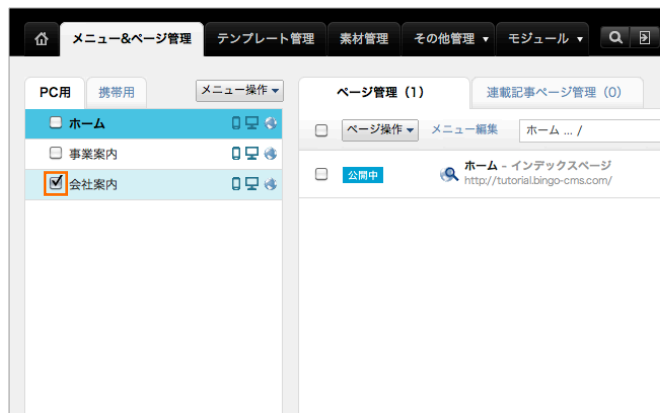 メニュー&ページ管理 テンプレート管理 素材管理 その他管理 ▼ モジュール ▼
PC用 携帯用 メニュー操作 ▼
ホーム
事業案内
会社案内
ページ管理（1） 連載記事ページ管理（0）
ページ操作 ▼ メニュー編集 ホーム ... /
公開中 ホーム - インデックスページ
http://tutorial.bingo-cms.com/